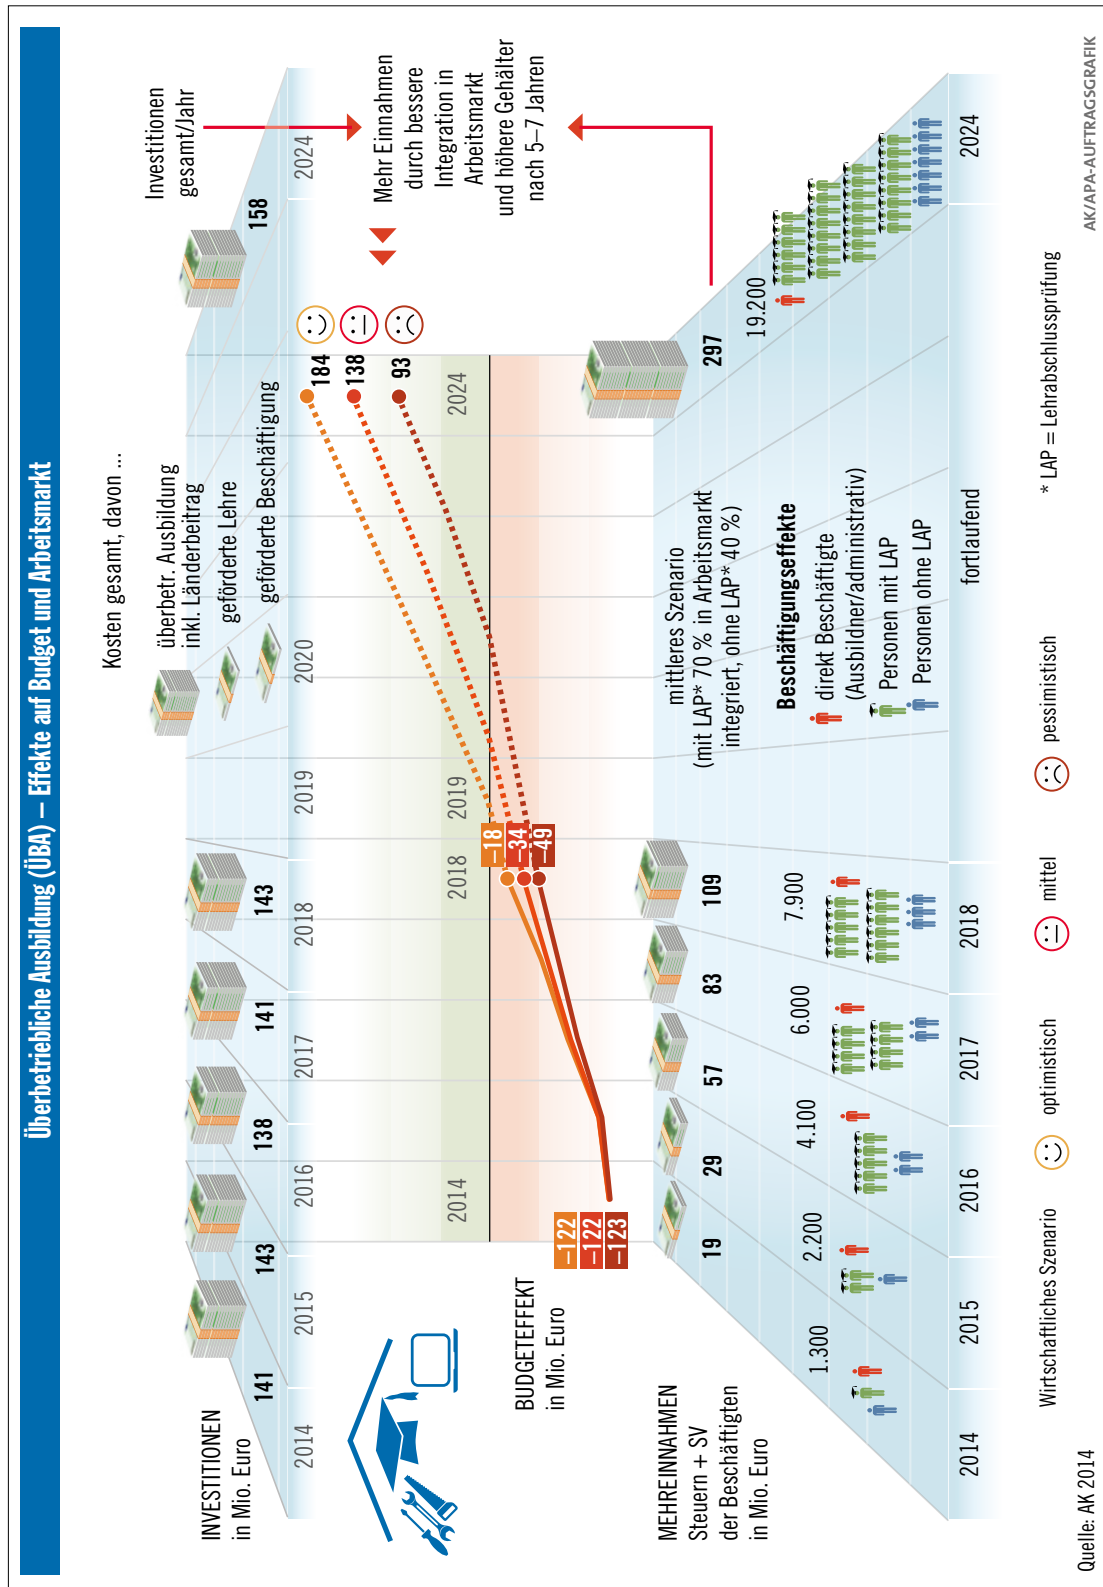 Überbetriebliche Ausbildung (ÜBA) – Effekte auf Budget und Arbeitsmarkt
Kosten gesamt, davon ...
überbetr. Ausbildung
inkl. Länderbeitrag
geförderte Lehre
geförderte Beschäftigung
Investitionen
gesamt/Jahr
INVESTITIONEN
in Mio. Euro
141
143
138
141
143
158
2014
2015
2016
2017
2018
2019
2020
2024
Mehr Einnahmen
durch bessere
Integration in
Arbeitsmarkt
und höhere Gehälter
nach 5–7 Jahren
184
138
93
2014
2018
2019
2024
–18
–34
–49
–122
–122
–123
BUDGETEFFEKT
in Mio. Euro
MEHREINNAHMEN
Steuern + SV
der Beschäftigten
in Mio. Euro
19
29
57
83
109
297
mittleres Szenario
(mit LAP* 70 % in Arbeitsmarkt
integriert, ohne LAP* 40 %)
Beschäftigungseffekte
direkt Beschäftigte
(Ausbildner/administrativ)
Personen mit LAP
Personen ohne LAP
1.300
2.200
4.100
6.000
7.900
19.200
2014
2015
2016
2017
2018
fortlaufend
2024
Wirtschaftliches Szenario
optimistisch
mittel
pessimistisch
* LAP = Lehrabschlussprüfung
Quelle: AK 2014
AK/APA-AUFTRAGSGRAFIK